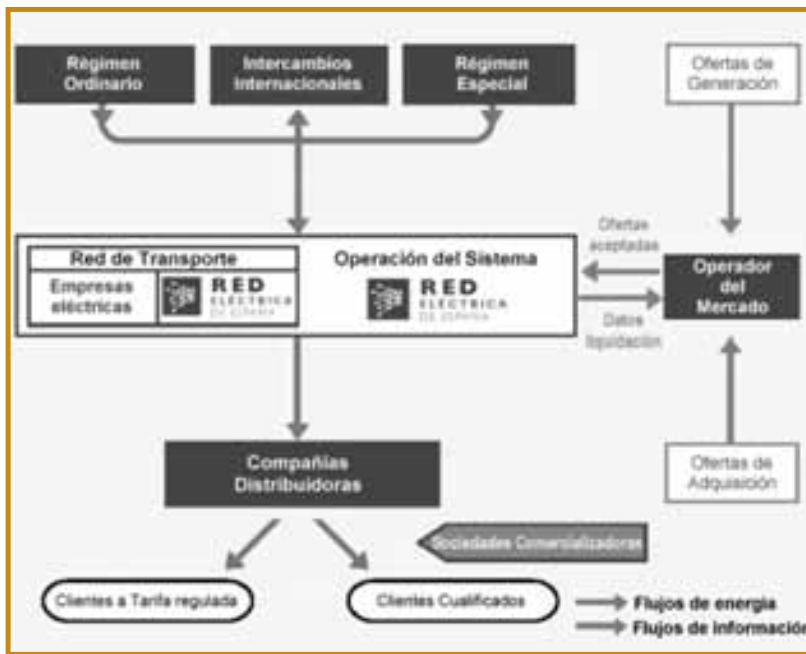 Régimen
Ordinario
Intercambios
Internacionales
Régimen
Especial
Ofertas de
Generación
Red de Transporte
Empresas
eléctricas
RED
ELÉCTRICA
DE ESPAÑA
Operación del Sistema
RED
ELÉCTRICA
DE ESPAÑA
Ofertas
aceptadas
Datos
liquidación
Operador
del
Mercado
Compañías
Distribuidoras
Ofertas de
Adquisición
Sociedades Comercializadoras
Clientes a Tarifa regulada
Clientes Cualificados
Flujos de energía
Flujos de información